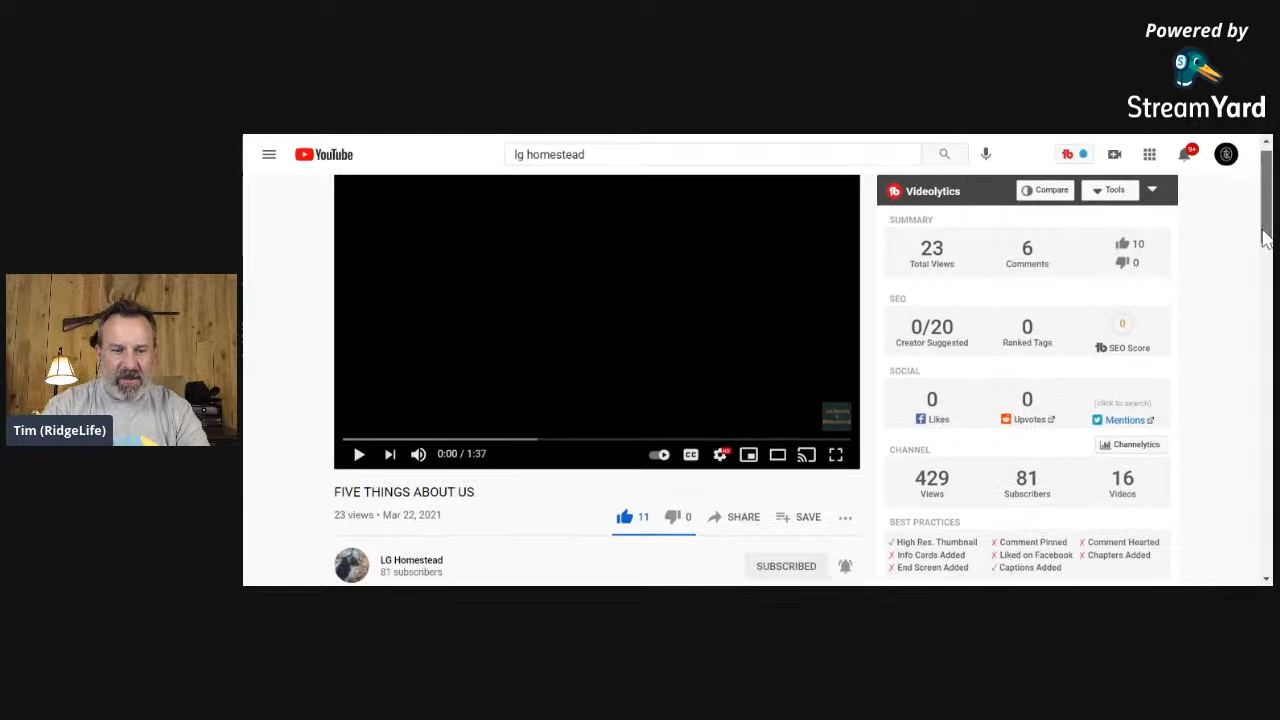 Powered by
StreamYard
YouTube
lg homestead
9+
Videolytics
Compare
Tools
SUMMARY
23
6
10
Total Views
Comments
0
SEO
0/20
0
0
Creator Suggested
Ranked Tags
SEO Score
SOCIAL
0
0
(click to search)
Likes
Upvotes
Mentions
CHANNEL
Channelytics
429
81
16
Views
Subscribers
Videos
BEST PRACTICES
✓ High Res. Thumbnail
✗ Comment Pinned
✗ Comment Hearted
✗ Info Cards Added
✗ Liked on Facebook
✗ Chapters Added
✗ End Screen Added
✓ Captions Added
0:00 / 1:37
CC
HD
FIVE THINGS ABOUT US
23 views • Mar 22, 2021
11
0
SHARE
SAVE
LG Homestead
81 subscribers
SUBSCRIBED
Tim (RidgeLife)